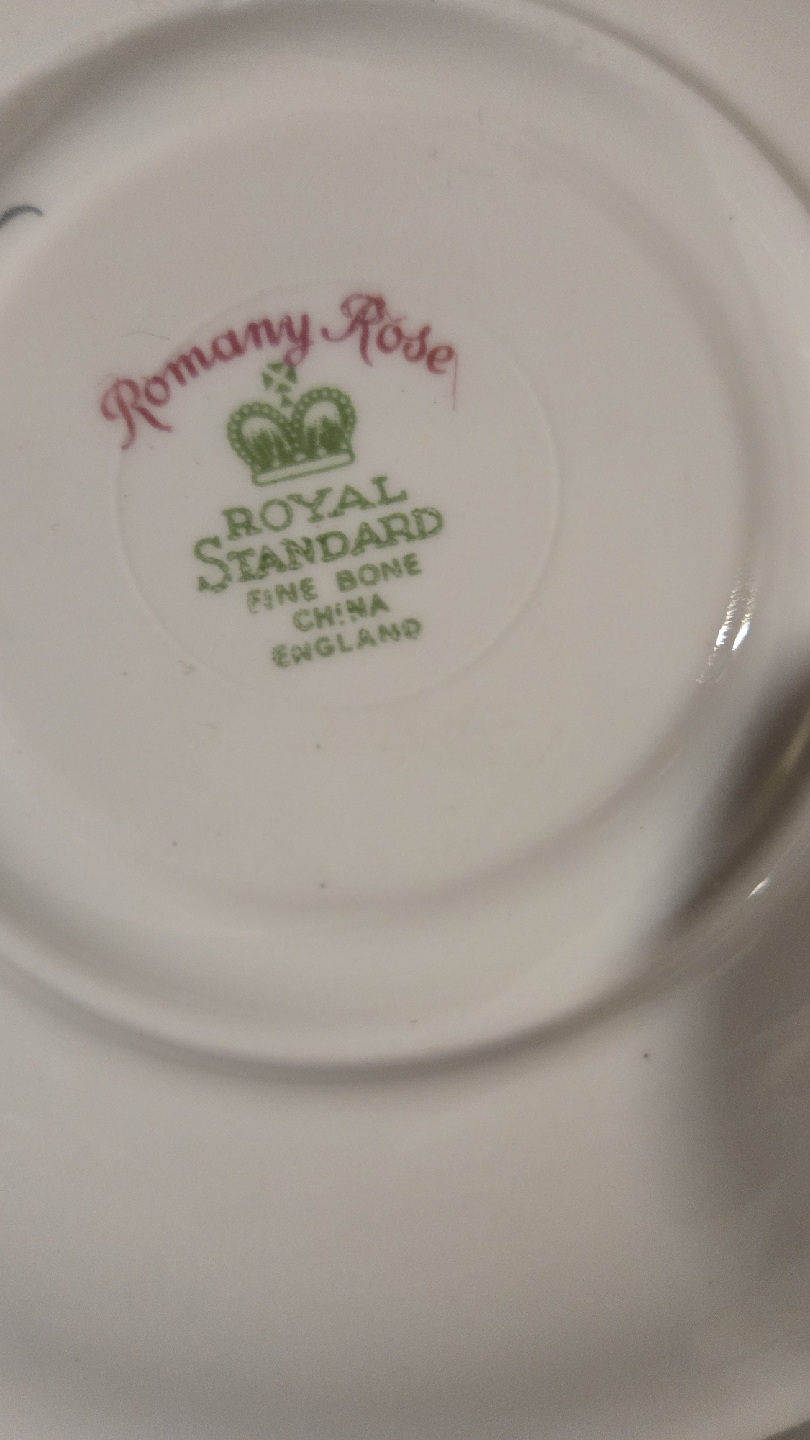 Romany Rose
ROYAL
STANDARD
FINE BONE
CHINA
ENGLAND